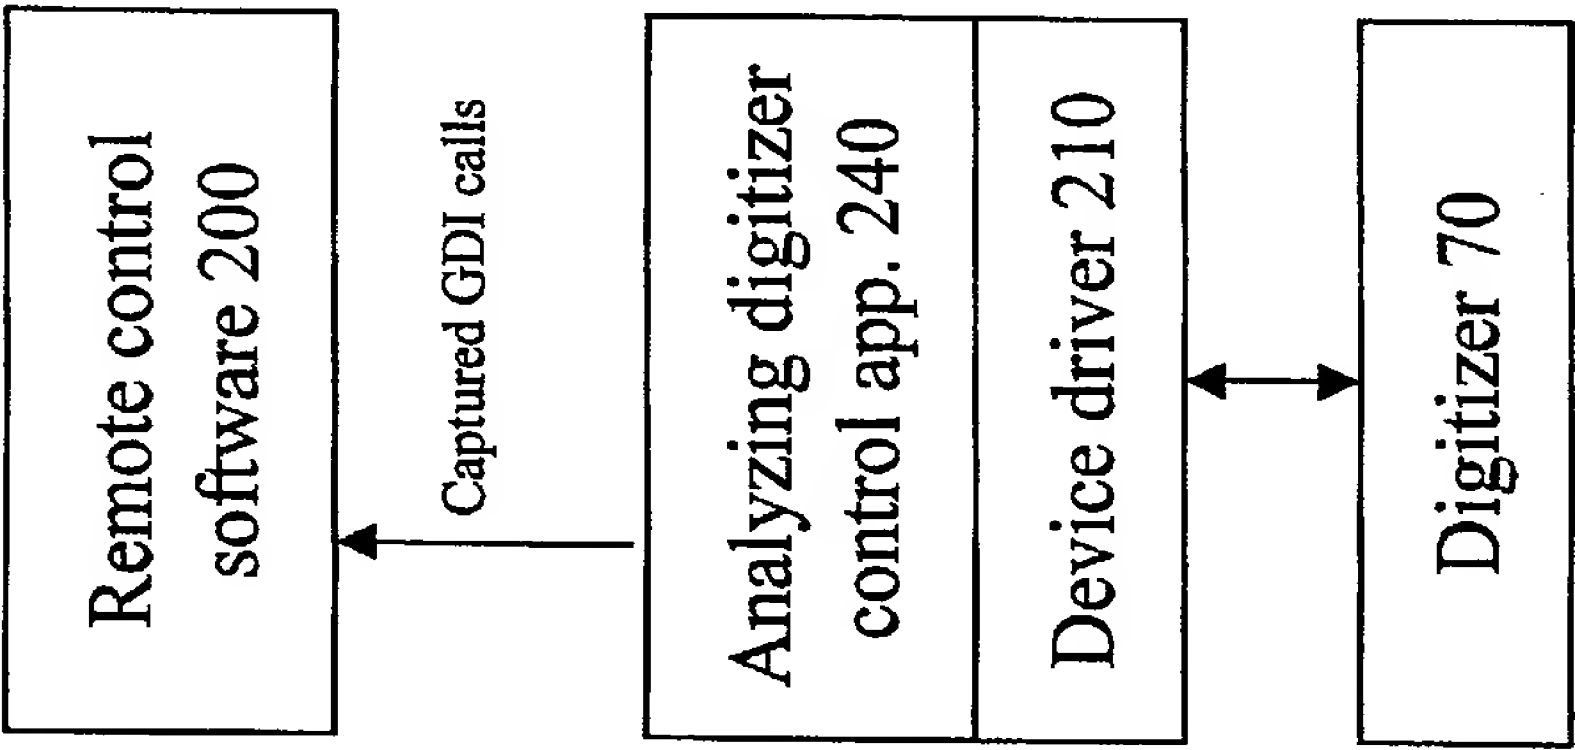 Remote control
software 200
Captured GDI calls
Analyzing digitizer
control app. 240
Device driver 210
Digitizer 70